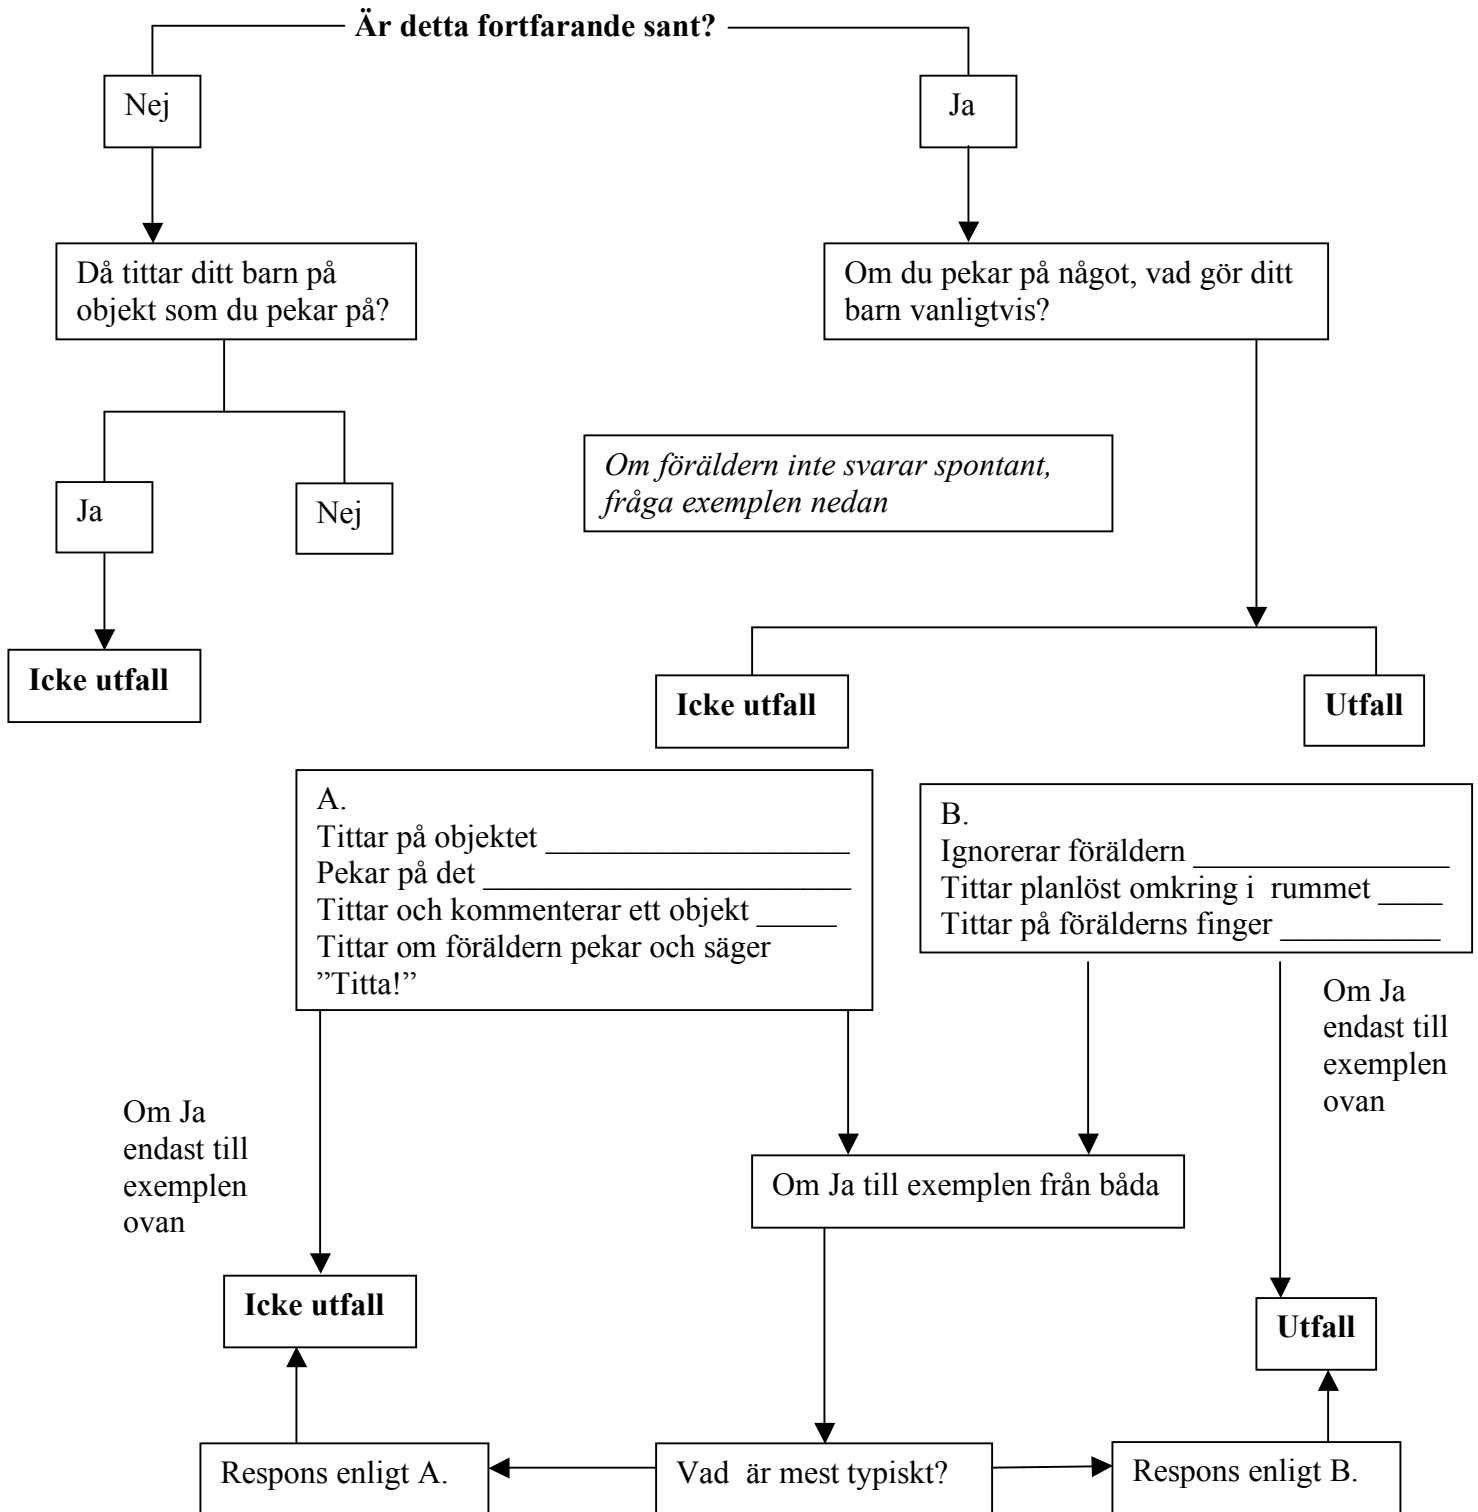 Är detta fortfarande sant?
Nej
Ja
Då tittar ditt barn på
objekt som du pekar på?
Om du pekar på något, vad gör ditt
barn vanligtvis?
Om föräldern inte svarar spontant,
fråga exemplen nedan
Ja
Nej
Icke utfall
Icke utfall
Utfall
A.
Tittar på objektet ___________________
Pekar på det _______________________
Tittar och kommenterar ett objekt _____
Tittar om föräldern pekar och säger
”Titta!”
B.
Ignorerar föräldern ________________
Tittar planlöst omkring i  rummet ____
Tittar på förälderns finger __________
Om Ja
endast till
exemplen
ovan
Om Ja
endast till
exemplen
ovan
Om Ja till exemplen från båda
Icke utfall
Utfall
Respons enligt A.
Vad  är mest typiskt?
Respons enligt B.